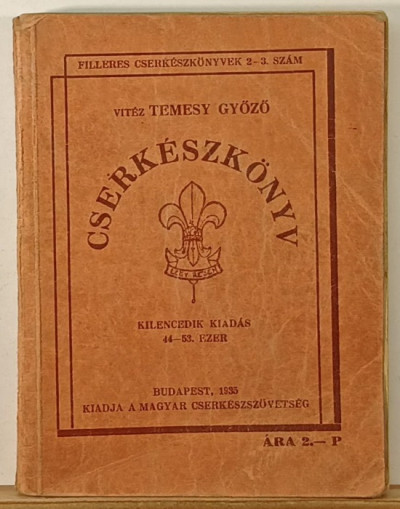 FILLERES CSERKÉSZKÖNYVEK 2-3. SZÁM
VITÉZ TEMESY GYŐZŐ
CSERKÉSZKÖNYV
KILENCEDIK KIADÁS
44—53. EZER
BUDAPEST, 1935
KIADJA A MAGYAR CSERKÉSZSZÖVETSÉG
ÁRA 2.— P